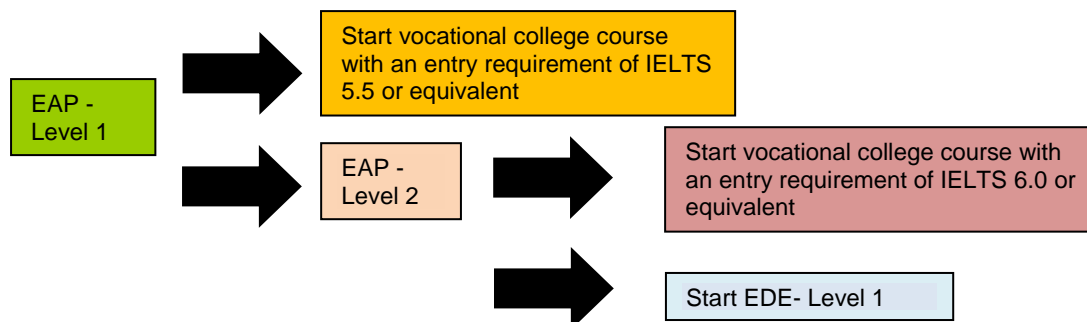 Start vocational college course
with an entry requirement of IELTS
5.5 or equivalent
EAP -
Level 1
EAP -
Level 2
Start vocational college course with
an entry requirement of IELTS 6.0 or
equivalent
Start EDE- Level 1